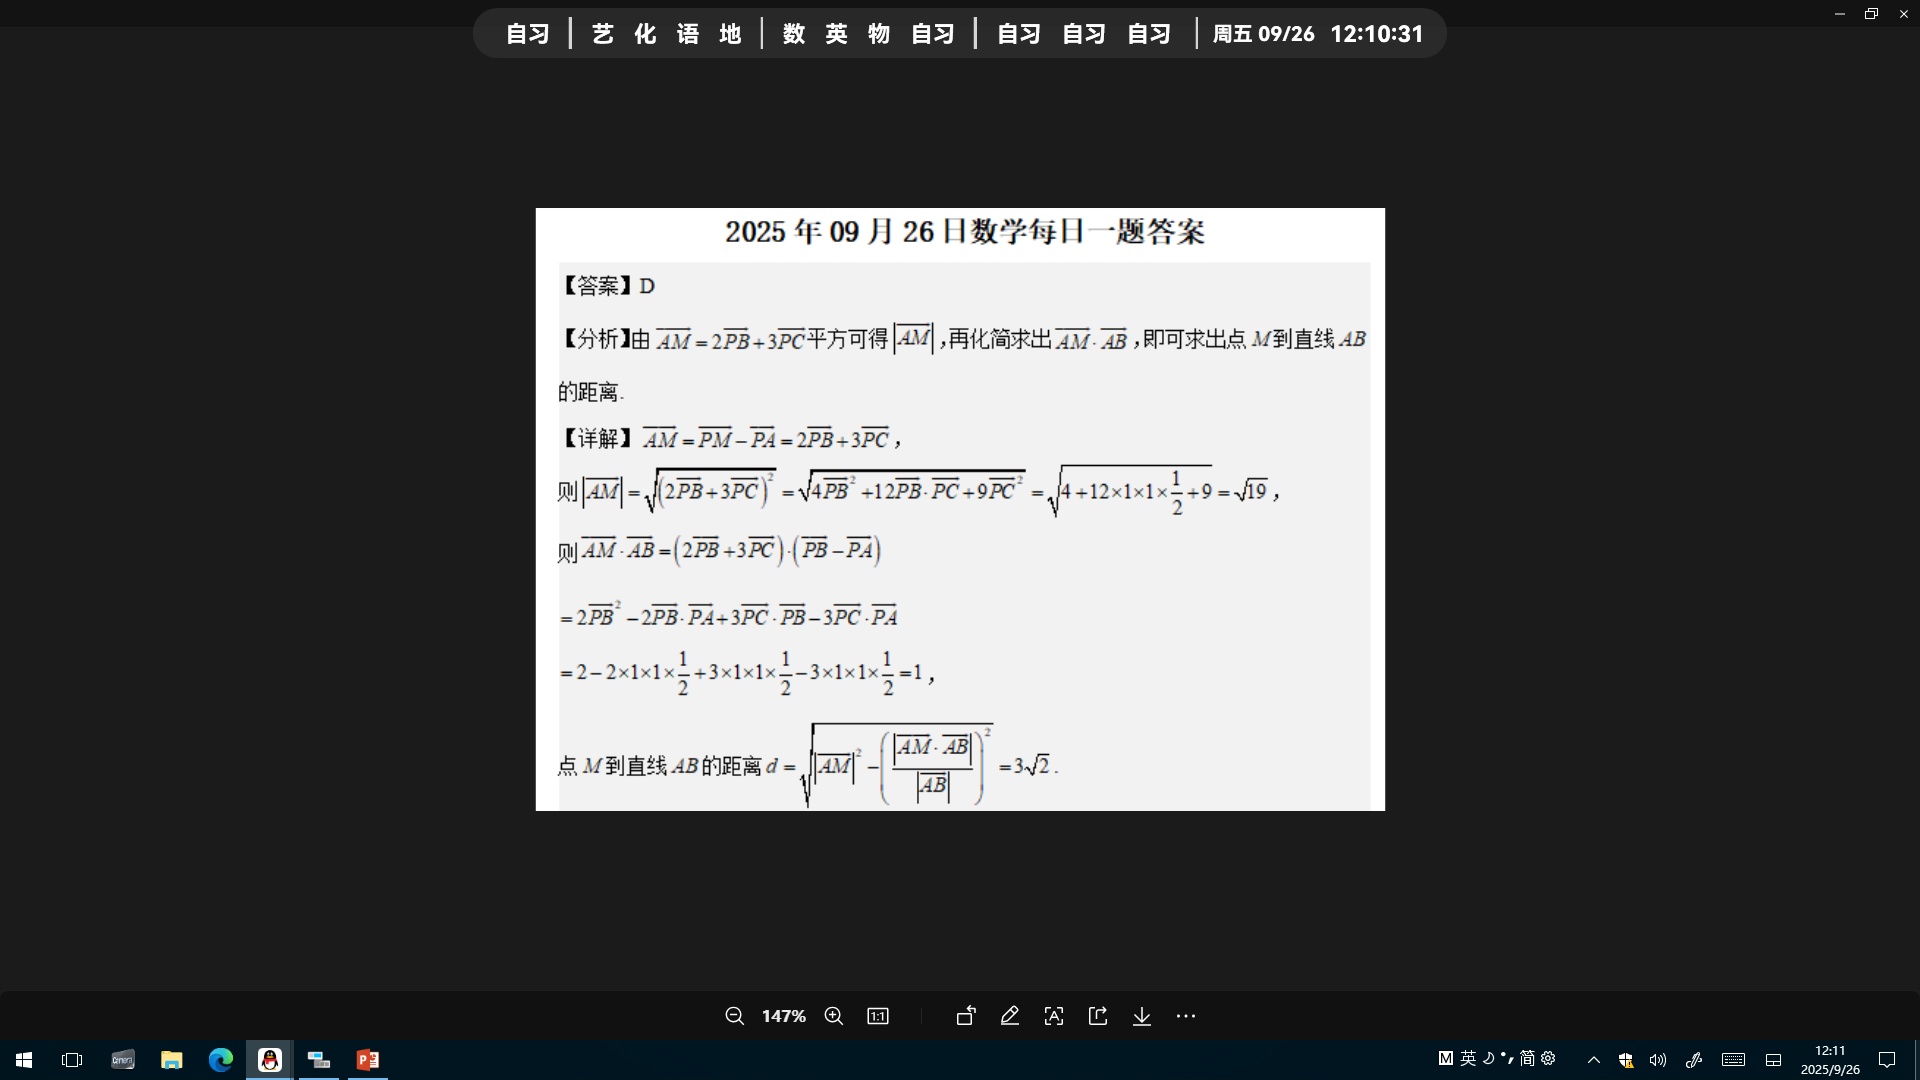 自习 | 艺 化 语 地 | 数 英 物 自习 | 自习 自习 自习 | 周五 09/26 12:10:31
2025 年 09 月 26 日数学每日一题答案
【答案】D
【分析】由 $\overrightarrow{AM}=2\overrightarrow{PB}+3\overrightarrow{PC}$ 平方可得 $|\overrightarrow{AM}|$ ,再化简求出 $\overrightarrow{AM}\cdot\overrightarrow{AB}$ ,即可求出点 M 到直线 AB
的距离.
【详解】$\overrightarrow{AM}=\overrightarrow{PM}-\overrightarrow{PA}=2\overrightarrow{PB}+3\overrightarrow{PC}$ ,
则 $|\overrightarrow{AM}|=\sqrt{(2\overrightarrow{PB}+3\overrightarrow{PC})^2}=\sqrt{4\overrightarrow{PB}^2+12\overrightarrow{PB}\cdot\overrightarrow{PC}+9\overrightarrow{PC}^2}=\sqrt{4+12\times1\times1\times\frac{1}{2}+9}=\sqrt{19}$ ,
则 $\overrightarrow{AM}\cdot\overrightarrow{AB}=(2\overrightarrow{PB}+3\overrightarrow{PC})\cdot(\overrightarrow{PB}-\overrightarrow{PA})$
$=2\overrightarrow{PB}^2-2\overrightarrow{PB}\cdot\overrightarrow{PA}+3\overrightarrow{PC}\cdot\overrightarrow{PB}-3\overrightarrow{PC}\cdot\overrightarrow{PA}$
$=2-2\times1\times1\times\frac{1}{2}+3\times1\times1\times\frac{1}{2}-3\times1\times1\times\frac{1}{2}=1$ ,
点 M 到直线 AB 的距离 $d=\sqrt{|\overrightarrow{AM}|^2-\left(\frac{|\overrightarrow{AM}\cdot\overrightarrow{AB}|}{|\overrightarrow{AB}|}\right)^2}=3\sqrt{2}$ .
147% 1:1
M 英 简
12:11
2025/9/26